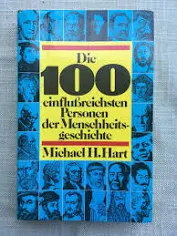 Die
100
einflußreichsten
Personen
der Menschheits-
geschichte
Michael H. Hart